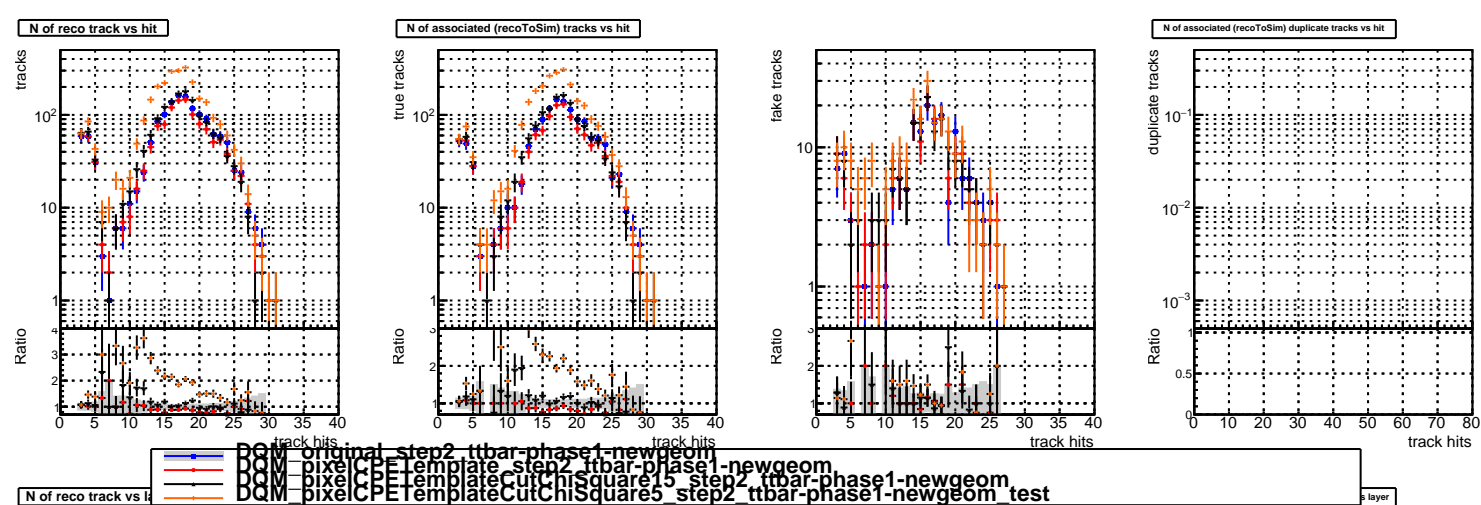 N of reco track vs hit
N of associated (recoToSim) tracks vs hit
N of associated (recoToSim) duplicate tracks vs hit
tracks
10²
10
1
Ratio
4
3
2
1
0 5 10 15 20 25 30 35 40
track hits
true tracks
10²
10
1
Ratio
3
2
1
0 5 10 15 20 25 30 35 40
track hits
fake tracks
10
1
Ratio
2
1
0 5 10 15 20 25 30 35 40
track hits
duplicate tracks
10⁻¹
10⁻²
10⁻³
Ratio
1
0.5
0
0 10 20 30 40 50 60 70 80
track hits
DQM_original_step2_ttbar-phase1-newgeom
DQM_pixelCPETemplate_step2_ttbar-phase1-newgeom
DQM_pixelCPETemplateCutChiSquare15_step2_ttbar-phase1-newgeom
DQM_pixelCPETemplateCutChiSquare5_step2_ttbar-phase1-newgeom_test
N of reco track vs
layer